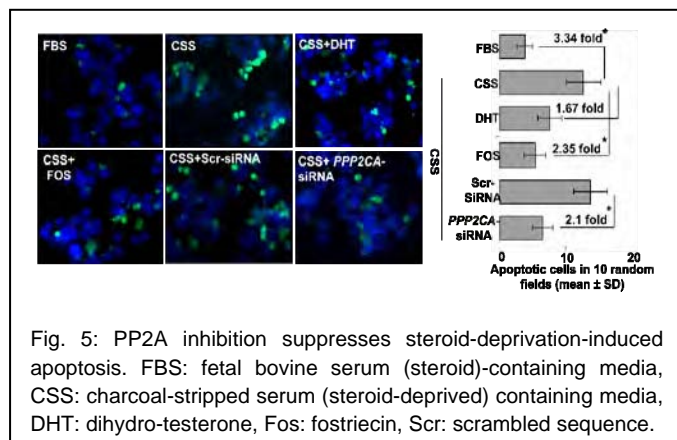 FBS
CSS
CSS+DHT
CSS+
FOS
CSS+Scr-siRNA
CSS+ PPP2CA-
siRNA
FBS
CSS
DHT
FOS
Scr-
SiRNA
PPP2CA-
siRNA
CSS
3.34 fold *
1.67 fold
2.35 fold *
2.1 fold *
0 10 20
Apoptotic cells in 10 random
fields (mean ± SD)
Fig. 5: PP2A inhibition suppresses steroid-deprivation-induced
apoptosis. FBS: fetal bovine serum (steroid)-containing media,
CSS: charcoal-stripped serum (steroid-deprived) containing media,
DHT: dihydro-testerone, Fos: fostriecin, Scr: scrambled sequence.